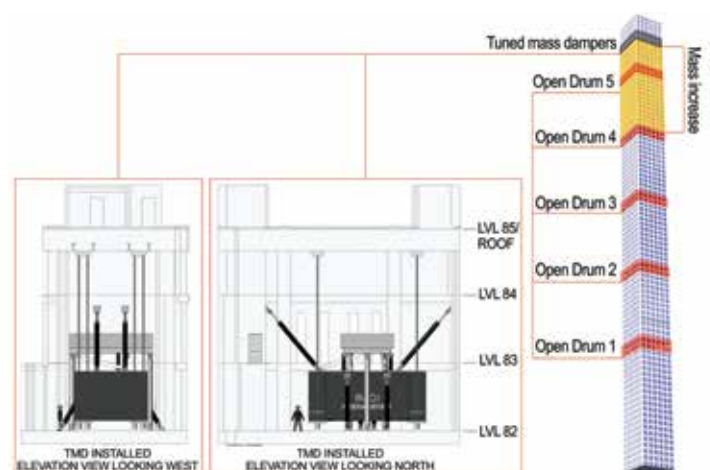 Tuned mass dampers
Open Drum 5
Open Drum 4
Open Drum 3
Open Drum 2
Open Drum 1
Mass increase
LVL 85/
ROOF
LVL 84
LVL 83
LVL 82
TMD INSTALLED
ELEVATION VIEW LOOKING WEST
TMD INSTALLED
ELEVATION VIEW LOOKING NORTH